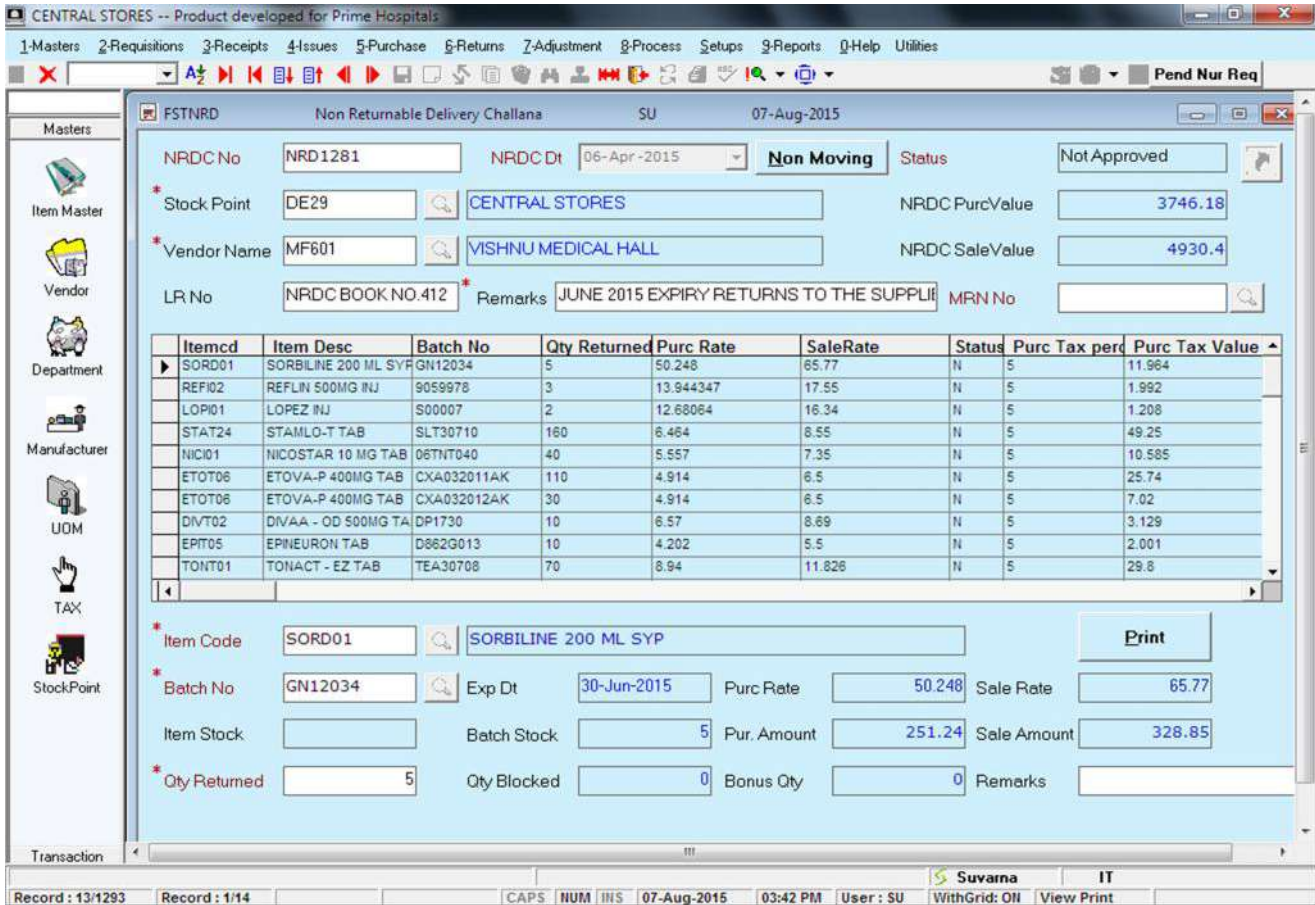 CENTRAL STORES -- Product developed for Prime Hospitals
1-Masters 2-Requisitions 3-Receipts 4-Issues 5-Purchase 6-Returns 7-Adjustment 8-Process Setups 9-Reports 0-Help Utilities
Pend Nur Req
Masters
Item Master
Vendor
Department
Manufacturer
UOM
TAX
StockPoint
Transaction
FSTNRD Non Returnable Delivery Challana SU 07-Aug-2015
NRDC No NRD1281 NRDC Dt 06-Apr-2015 Non Moving Status Not Approved
* Stock Point DE29 CENTRAL STORES NRDC PurcValue 3746.18
* Vendor Name MF601 VISHNU MEDICAL HALL NRDC SaleValue 4930.4
LR No NRDC BOOK NO.412 * Remarks JUNE 2015 EXPIRY RETURNS TO THE SUPPLIE MRN No
Itemcd Item Desc Batch No Qty Returned Purc Rate SaleRate Status Purc Tax perc Purc Tax Value
SORD01 SORBILINE 200 ML SYP GN12034 5 50.248 65.77 N 5 11.964
REFI02 REFLIN 500MG INJ 9059978 3 13.944347 17.55 N 5 1.992
LOPI01 LOPEZ INJ S00007 2 12.68064 16.34 N 5 1.208
STAT24 STAMLO-T TAB SLT30710 160 6.464 8.55 N 5 49.25
NICI01 NICOSTAR 10 MG TAB 06TNT040 40 5.557 7.35 N 5 10.585
ETOT06 ETOVA-P 400MG TAB CXA032011AK 110 4.914 6.5 N 5 25.74
ETOT06 ETOVA-P 400MG TAB CXA032012AK 30 4.914 6.5 N 5 7.02
DIVT02 DIVAA - OD 500MG TA DP1730 10 6.57 8.69 N 5 3.129
EPIT05 EPINEURON TAB D862G013 10 4.202 5.5 N 5 2.001
TONT01 TONACT - EZ TAB TEA30708 70 8.94 11.826 N 5 29.8
* Item Code SORD01 SORBILINE 200 ML SYP Print
* Batch No GN12034 Exp Dt 30-Jun-2015 Purc Rate 50.248 Sale Rate 65.77
Item Stock Batch Stock 5 Pur. Amount 251.24 Sale Amount 328.85
* Qty Returned 5 Qty Blocked 0 Bonus Qty 0 Remarks
Suvarna IT
Record : 13/1293 Record : 1/14 CAPS NUM INS 07-Aug-2015 03:42 PM User : SU WithGrid: ON View Print